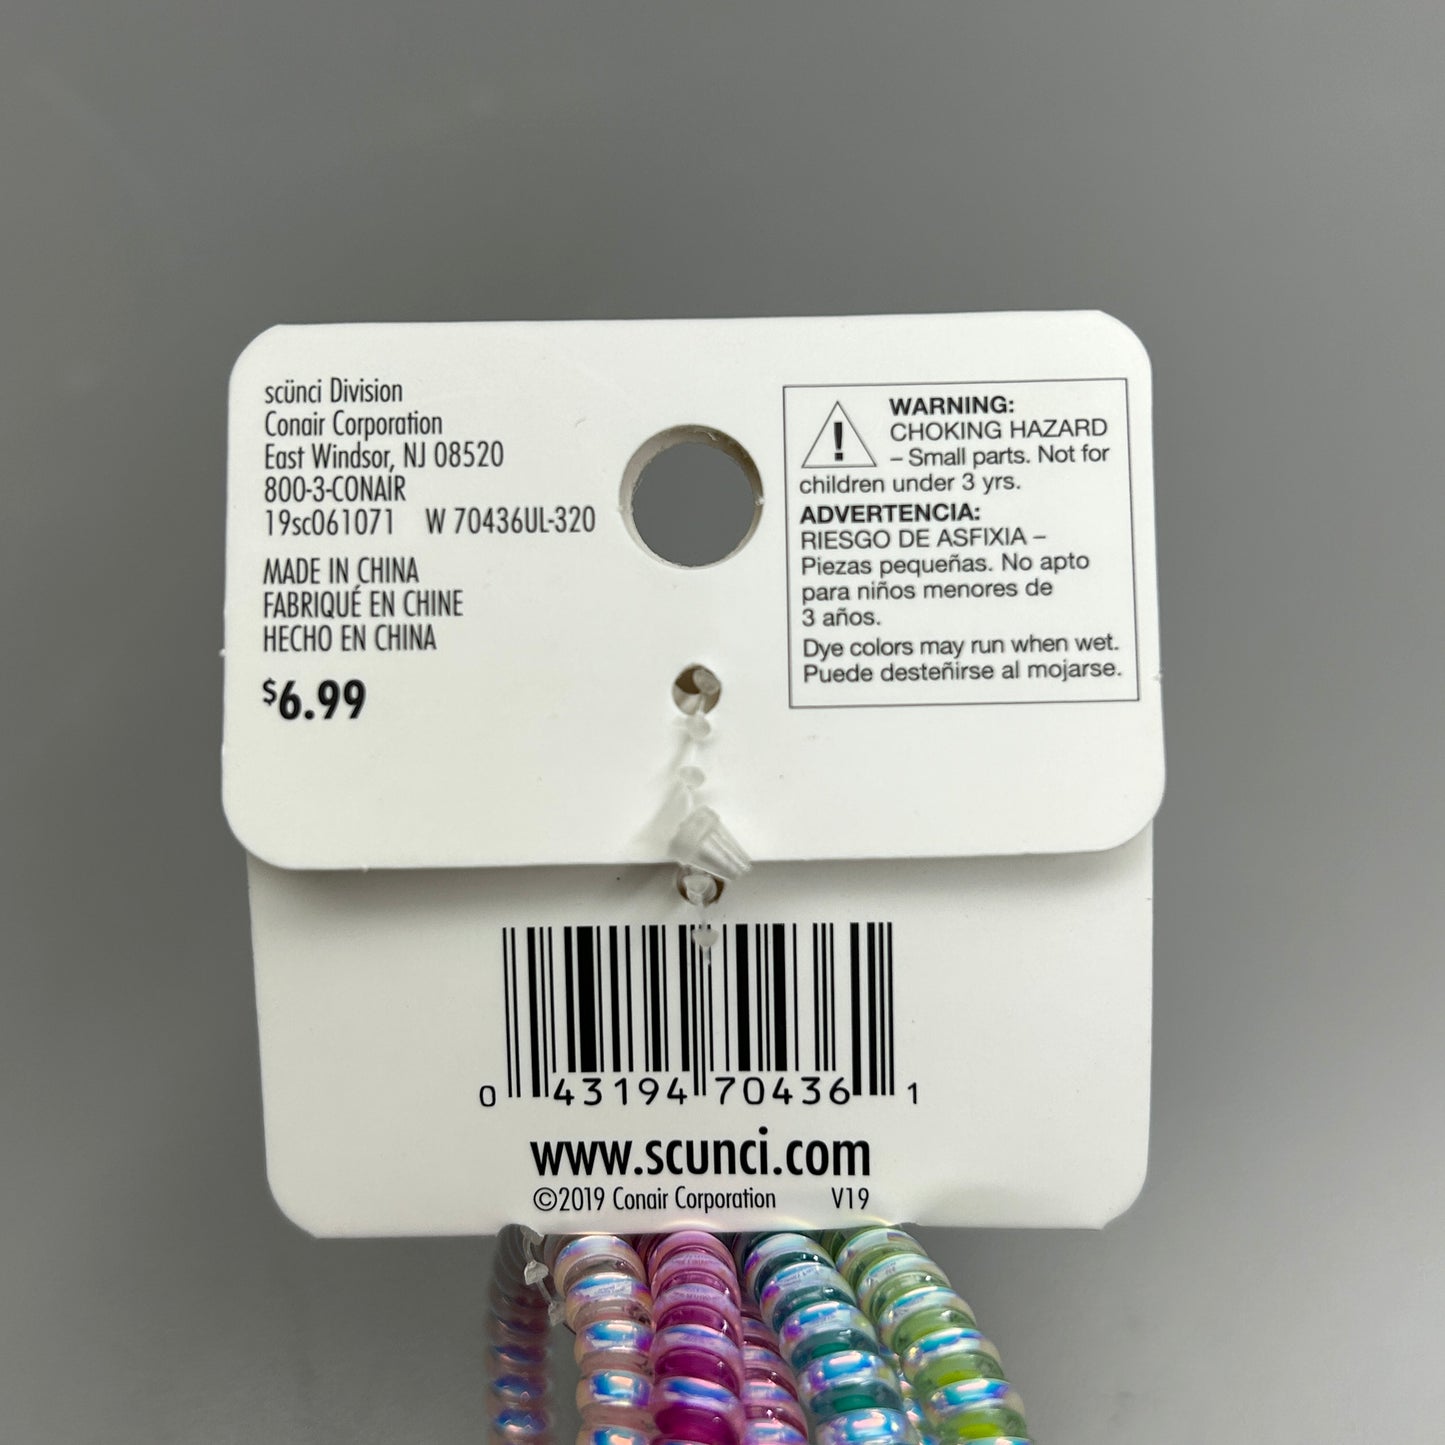 scünci Division
Conair Corporation
East Windsor, NJ 08520
800-3-CONAIR
19sc061071 W 70436UL-320
MADE IN CHINA
FABRIQUÉ EN CHINE
HECHO EN CHINA
$6.99
WARNING:
CHOKING HAZARD
– Small parts. Not for
children under 3 yrs.
ADVERTENCIA:
RIESGO DE ASFIXIA –
Piezas pequeñas. No apto
para niños menores de
3 años.
Dye colors may run when wet.
Puede desteñirse al mojarse.
0 43194 70436 1
www.scunci.com
©2019 Conair Corporation V19